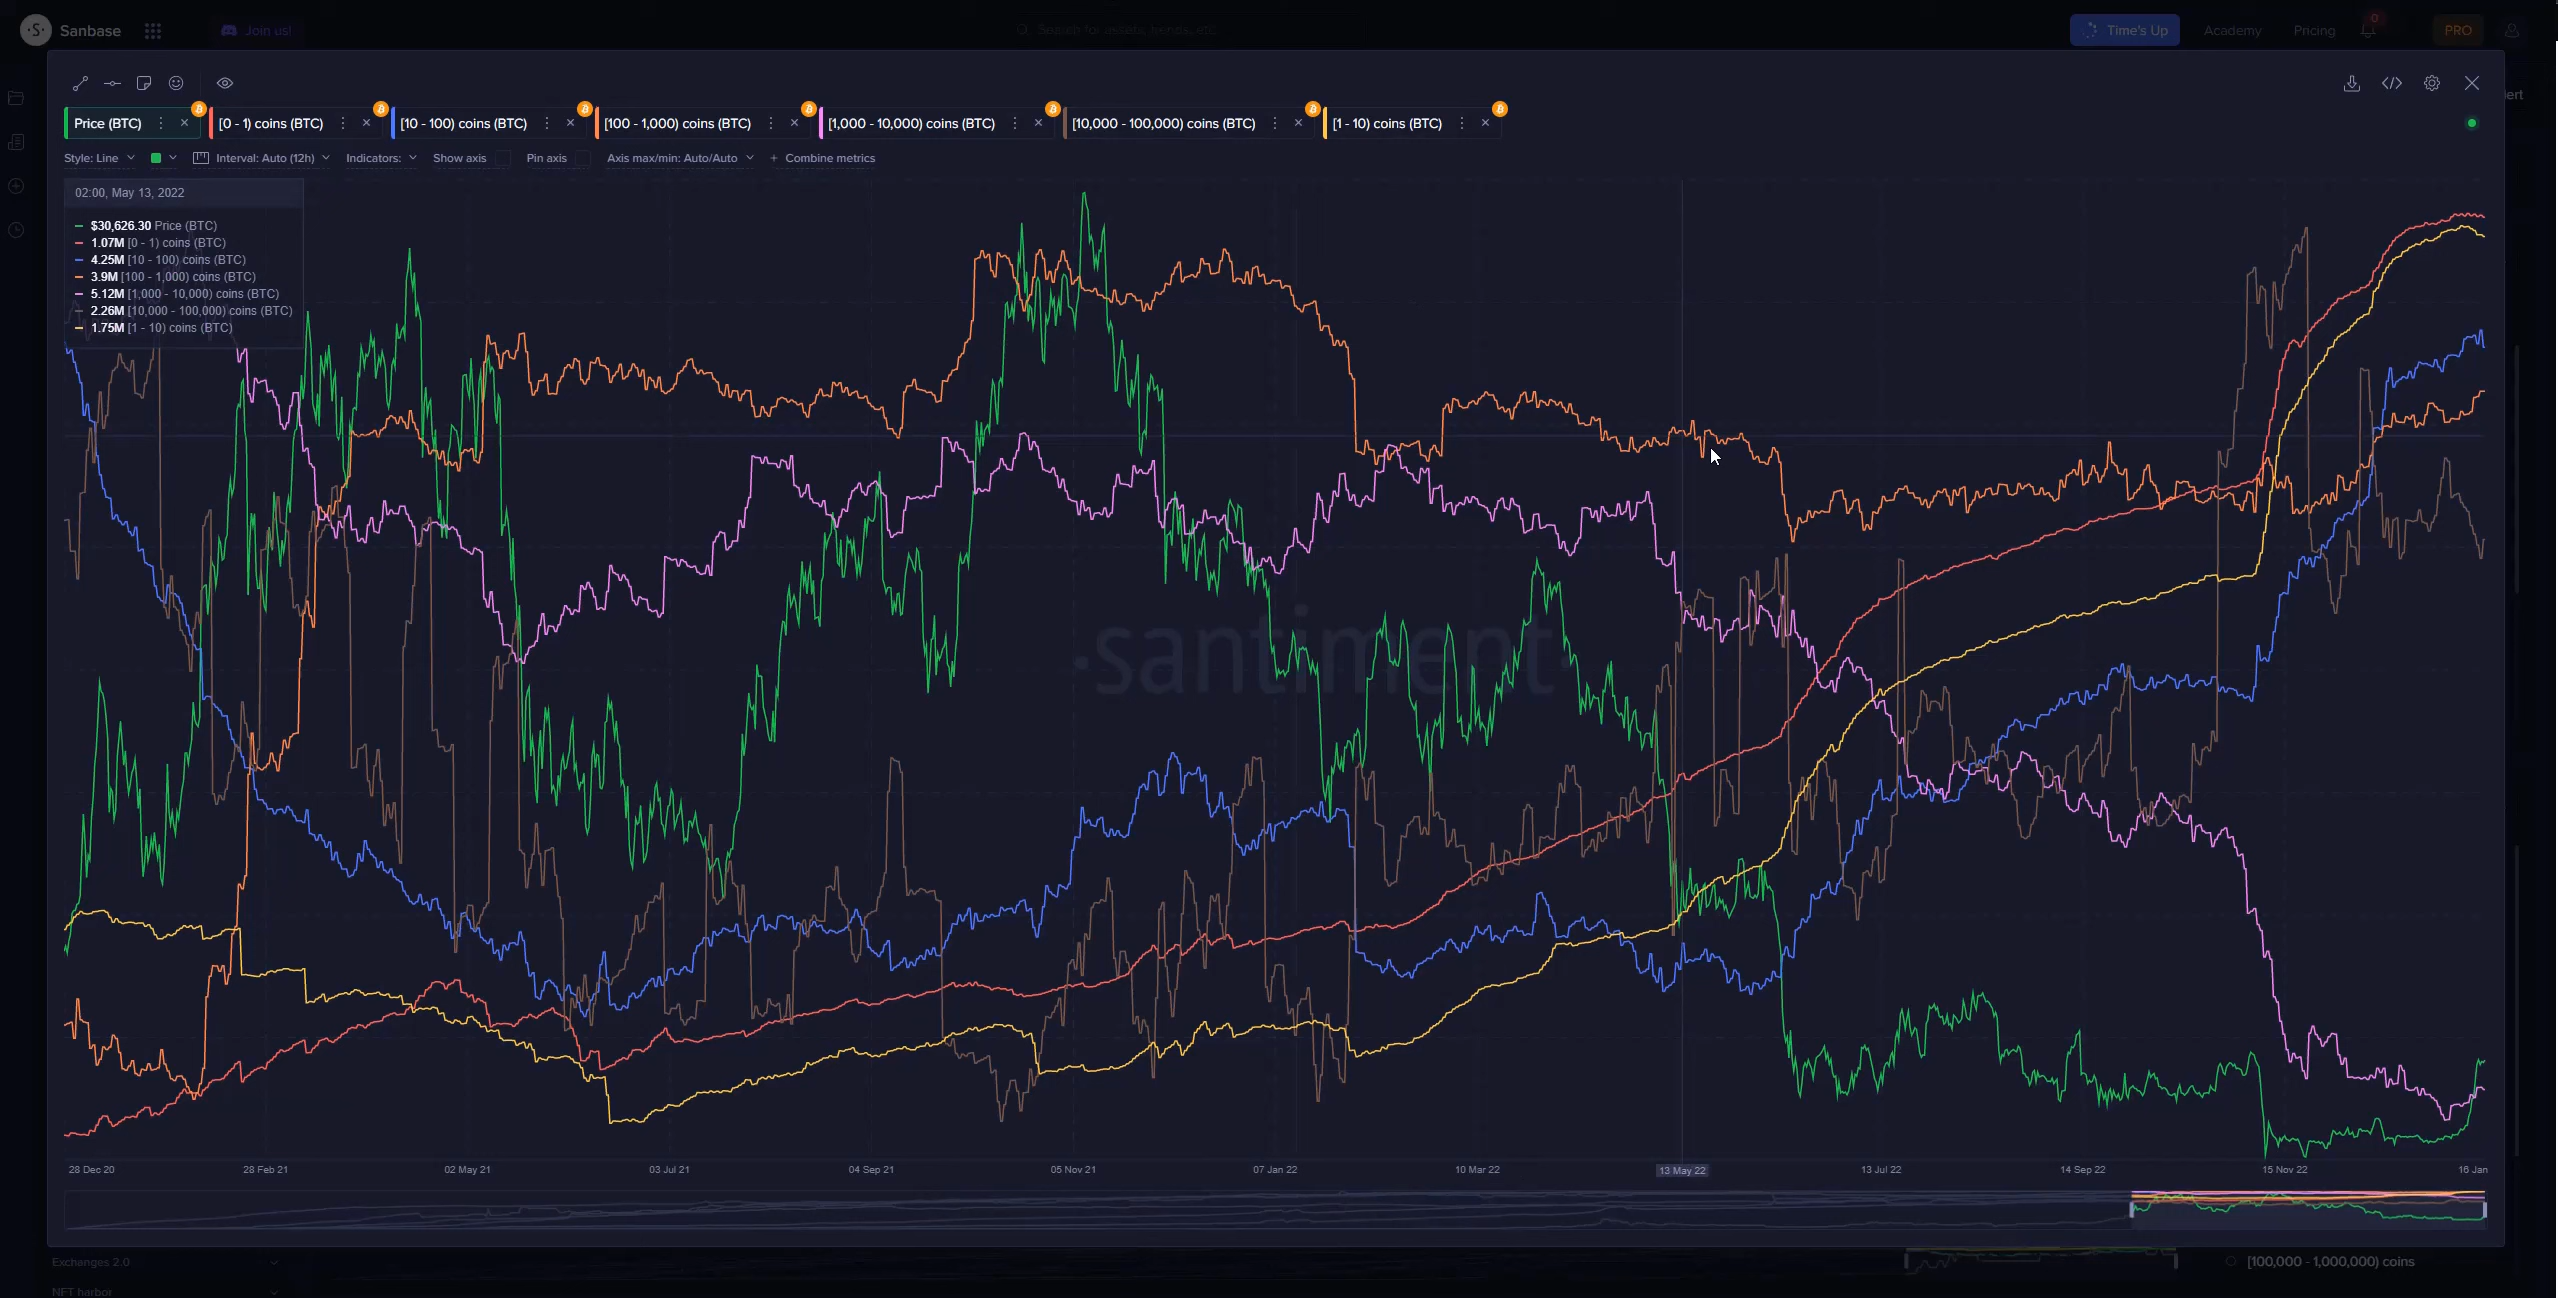 Sanbase
Join us!
Search for assets, trends, etc.
Time's Up
Academy
Pricing
0
PRO
Price (BTC)
[0 - 1) coins (BTC)
[10 - 100) coins (BTC)
[100 - 1,000) coins (BTC)
[1,000 - 10,000) coins (BTC)
[10,000 - 100,000) coins (BTC)
[1 - 10) coins (BTC)
Style: Line
Interval: Auto (12h)
Indicators:
Show axis
Pin axis
Axis max/min: Auto/Auto
+ Combine metrics
02:00, May 13, 2022
$30,626.30 Price (BTC)
1.07M [0 - 1) coins (BTC)
4.25M [10 - 100) coins (BTC)
3.9M [100 - 1,000) coins (BTC)
5.12M [1,000 - 10,000) coins (BTC)
2.26M [10,000 - 100,000) coins (BTC)
1.75M [1 - 10) coins (BTC)
·santiment·
28 Dec 20
28 Feb 21
02 May 21
03 Jul 21
04 Sep 21
05 Nov 21
07 Jan 22
10 Mar 22
13 May 22
13 Jul 22
14 Sep 22
15 Nov 22
16 Jan
Exchanges 2.0
[100,000 - 1,000,000) coins
NFT harbor